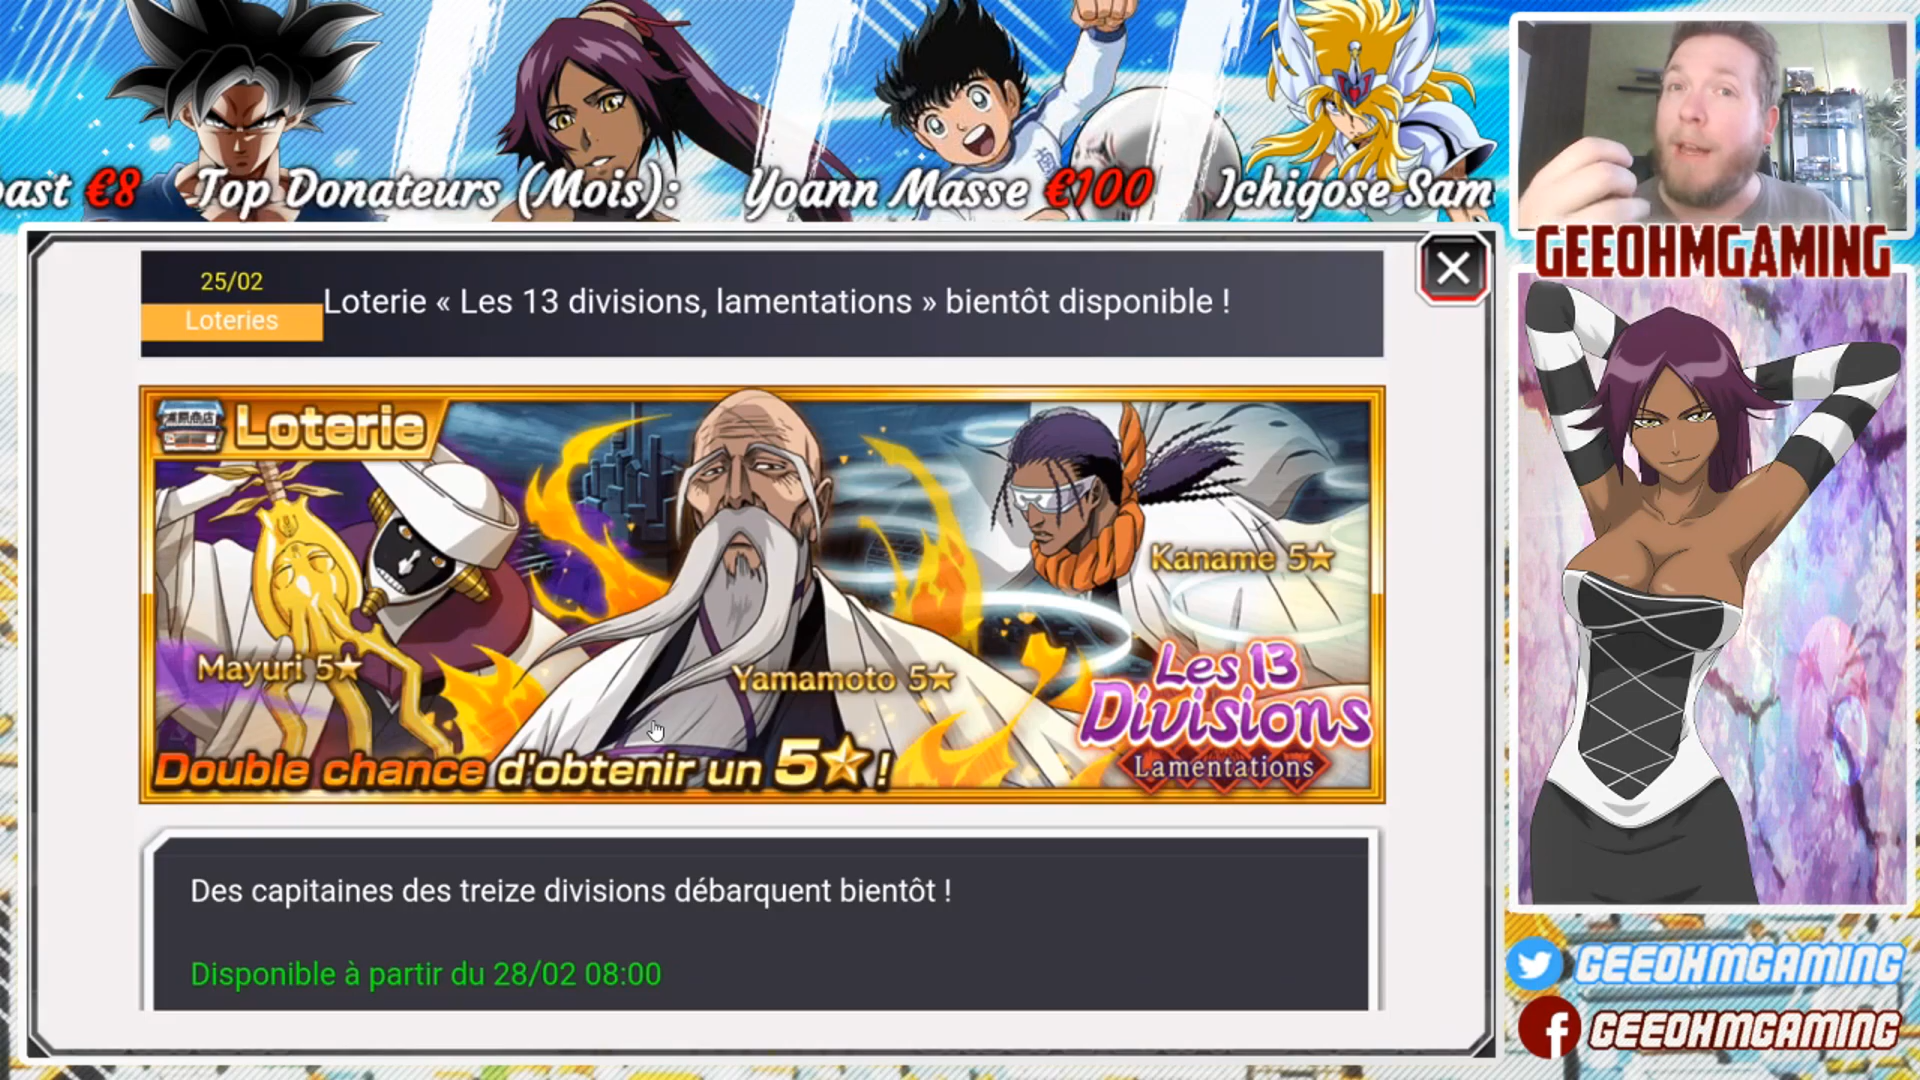 past €8 Top Donateurs (Mois): Yoann Masse €100 Ichigose Sam
GEEOHMGAMING
25/02
Loteries
Loterie « Les 13 divisions, lamentations » bientôt disponible !
Loterie
Kaname 5★
Mayuri 5★
Yamamoto 5★
Les 13
Divisions
Lamentations
Double chance d'obtenir un 5★!
Des capitaines des treize divisions débarquent bientôt !
Disponible à partir du 28/02 08:00
GEEOHMGAMING
GEEOHMGAMING